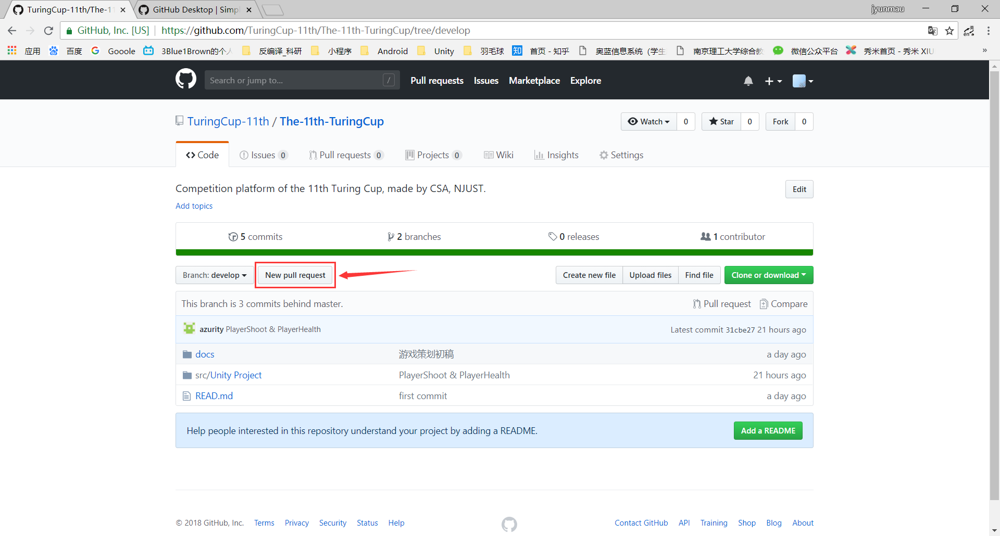 TuringCup-11th/The-11
GitHub Desktop | Simp
jyunmau
GitHub, Inc. [US]
https://github.com/TuringCup-11th/The-11th-TuringCup/tree/develop
应用 百度 Gooole 3Blue1Brown的个人 反编译_科研 小程序 Android Unity 羽毛球 知 首页 - 知乎 奥蓝信息系统（学生 南京理工大学综合教 微信公众平台 秀米首页 - 秀米 XIU »
Search or jump to... /
Pull requests Issues Marketplace Explore
TuringCup-11th / The-11th-TuringCup
Watch 0 Star 0 Fork 0
Code Issues 0 Pull requests 0 Projects 0 Wiki Insights Settings
Competition platform of the 11th Turing Cup, made by CSA, NJUST.
Edit
Add topics
5 commits 2 branches 0 releases 1 contributor
Branch: develop New pull request Create new file Upload files Find file Clone or download
This branch is 3 commits behind master. Pull request Compare
azurity PlayerShoot & PlayerHealth Latest commit 31cbe27 21 hours ago
docs 游戏策划初稿 a day ago
src/Unity Project PlayerShoot & PlayerHealth 21 hours ago
READ.md first commit a day ago
Help people interested in this repository understand your project by adding a README. Add a README
© 2018 GitHub, Inc. Terms Privacy Security Status Help Contact GitHub API Training Shop Blog About